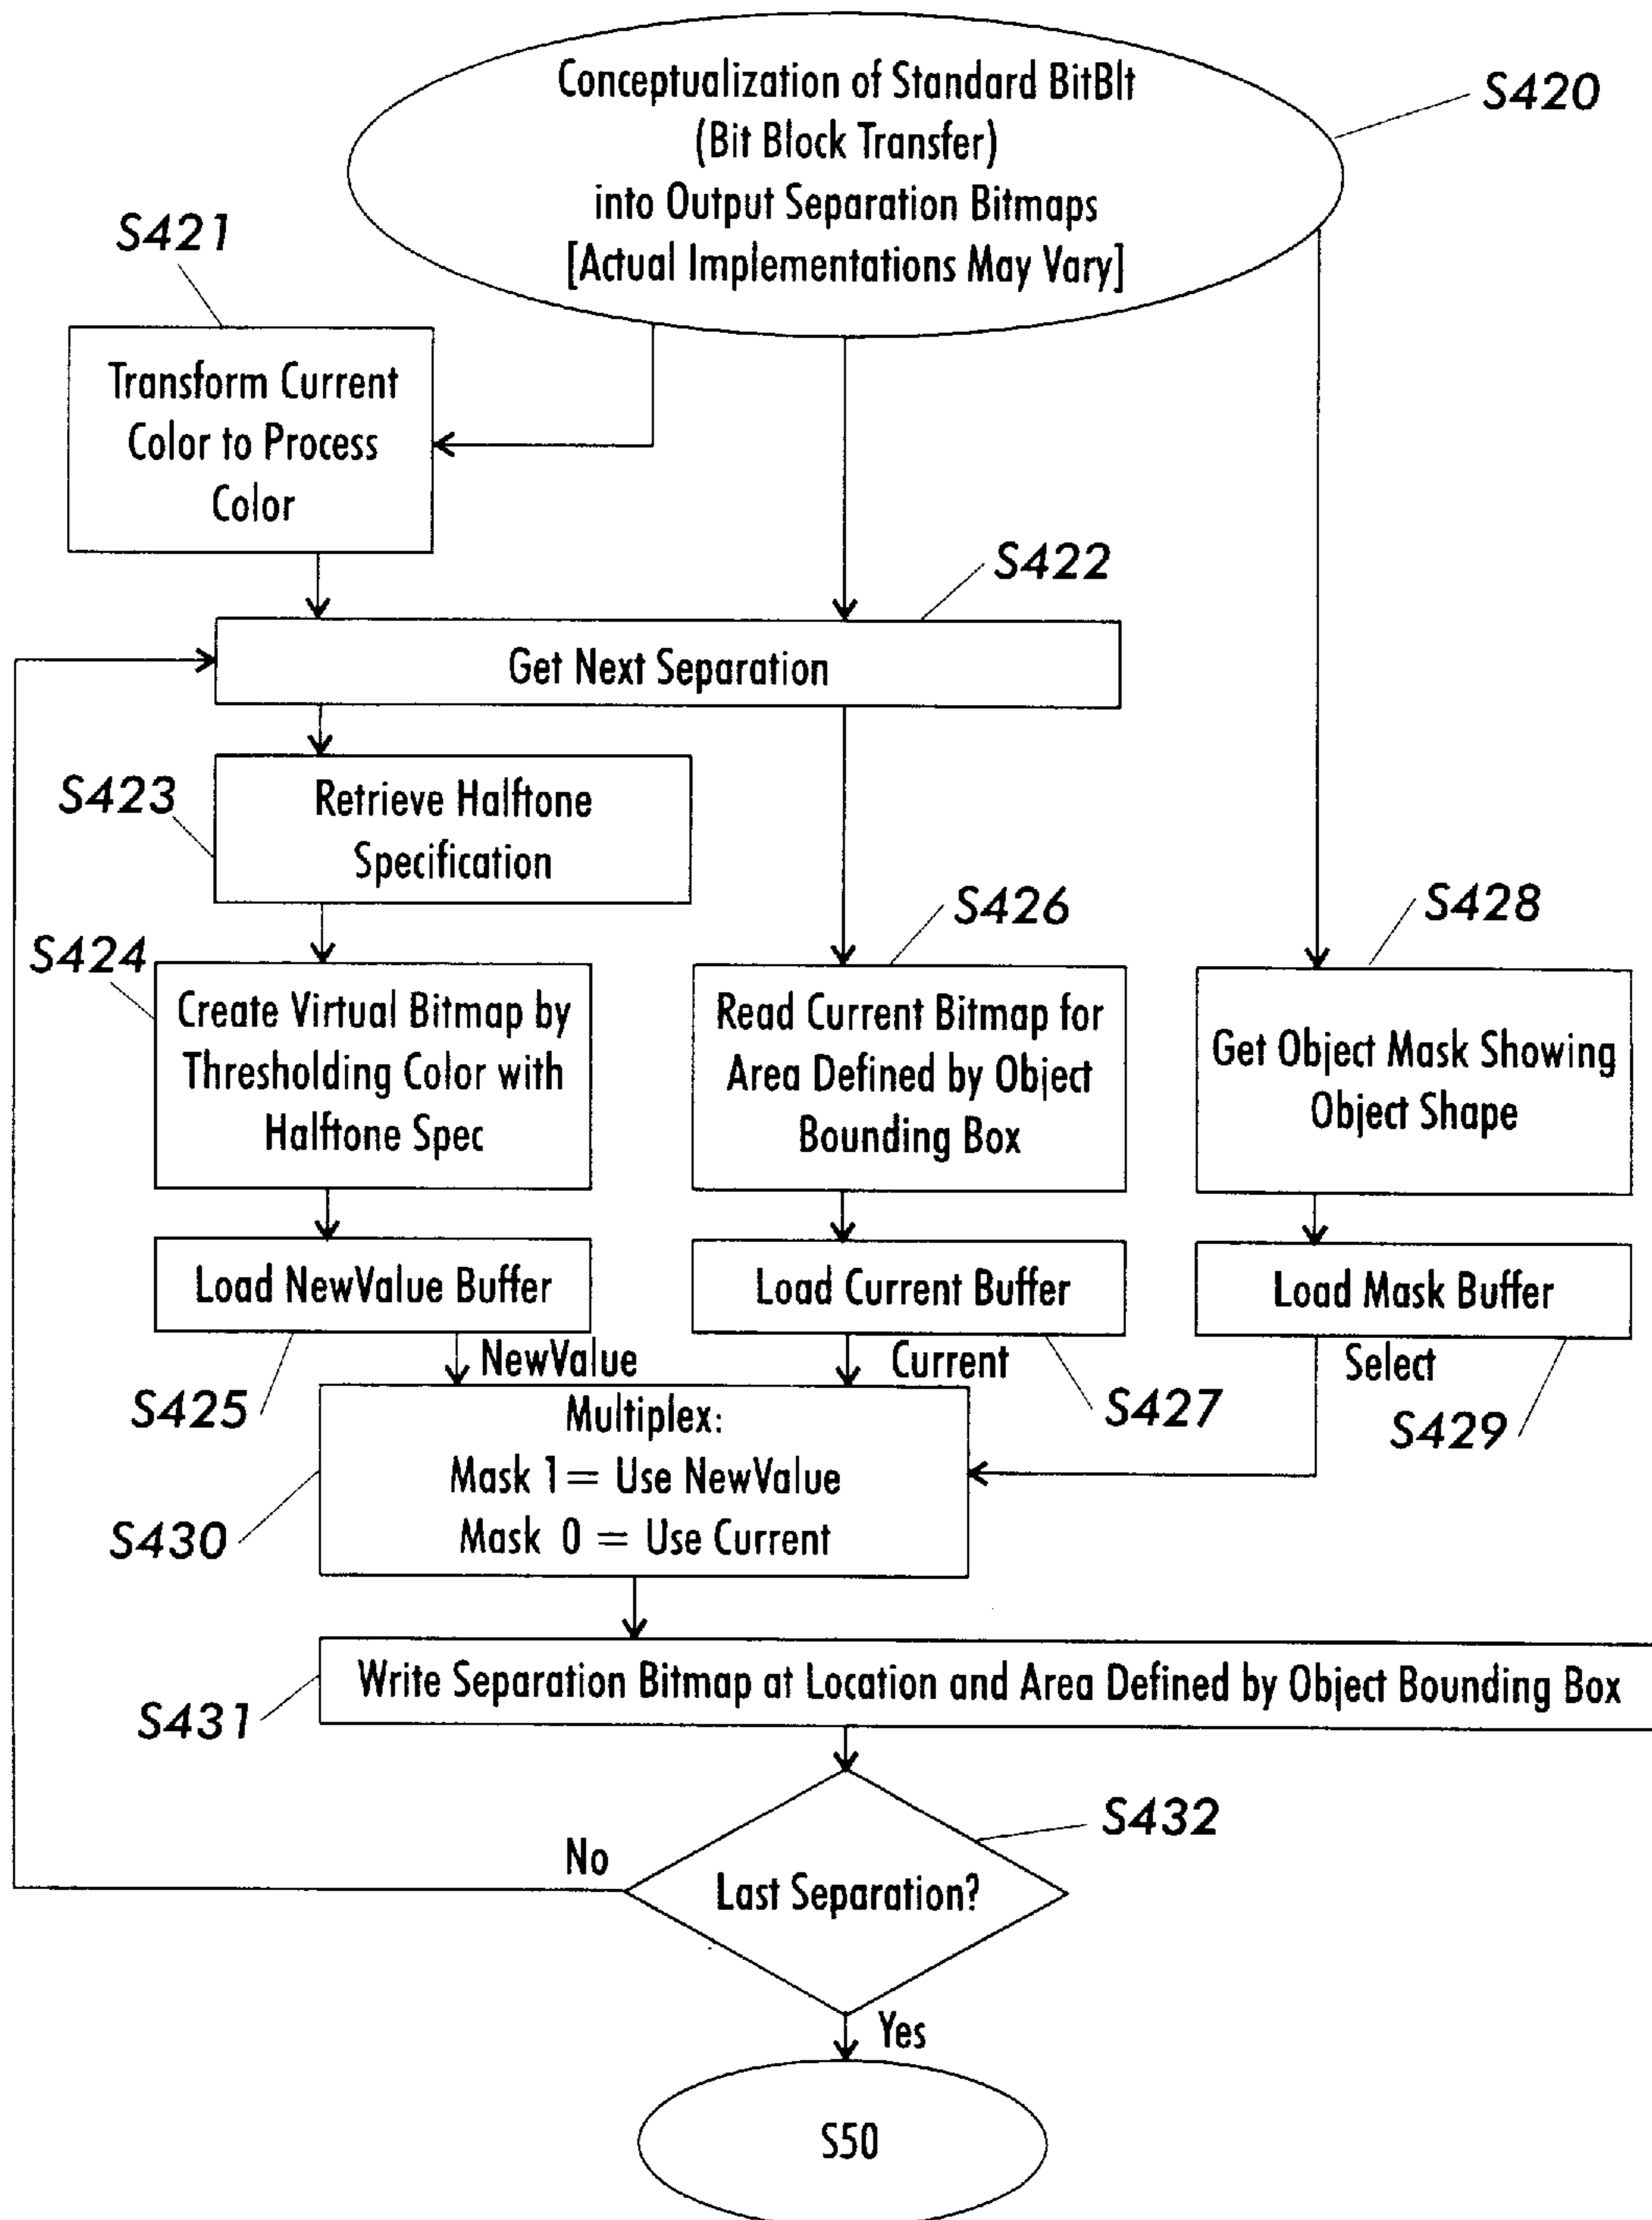 Conceptualization of Standard BitBlt
(Bit Block Transfer)
into Output Separation Bitmaps
[Actual Implementations May Vary]
S420
S421
Transform Current
Color to Process
Color
S422
Get Next Separation
S423
Retrieve Halftone
Specification
S424
Create Virtual Bitmap by
Thresholding Color with
Halftone Spec
S426
Read Current Bitmap for
Area Defined by Object
Bounding Box
S428
Get Object Mask Showing
Object Shape
Load NewValue Buffer
Load Current Buffer
Load Mask Buffer
NewValue
Current
Select
S425
S427
S429
Multiplex:
Mask 1 = Use NewValue
Mask 0 = Use Current
S430
Write Separation Bitmap at Location and Area Defined by Object Bounding Box
S431
S432
No
Last Separation?
Yes
S50